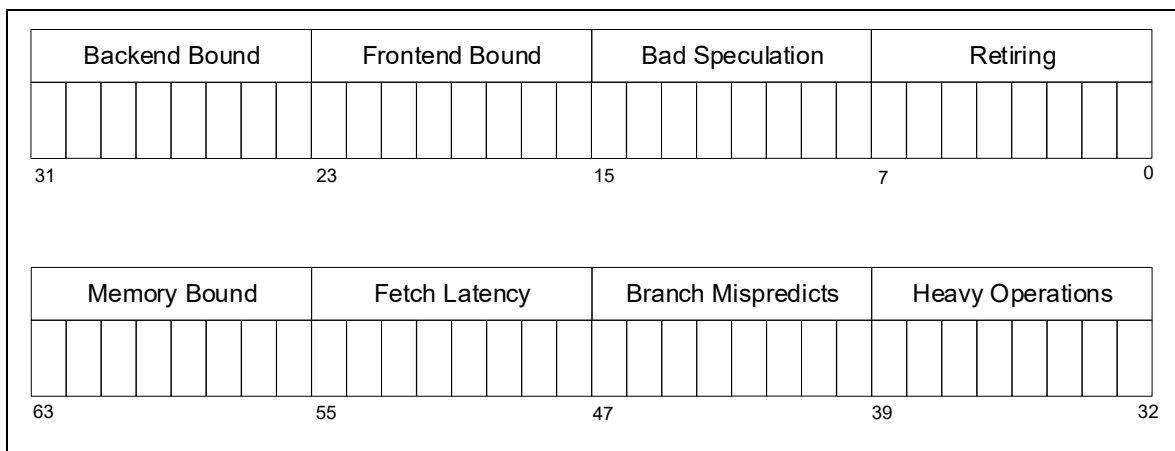 Backend Bound Frontend Bound Bad Speculation Retiring
31 23 15 7 0
Memory Bound Fetch Latency Branch Mispredicts Heavy Operations
63 55 47 39 32